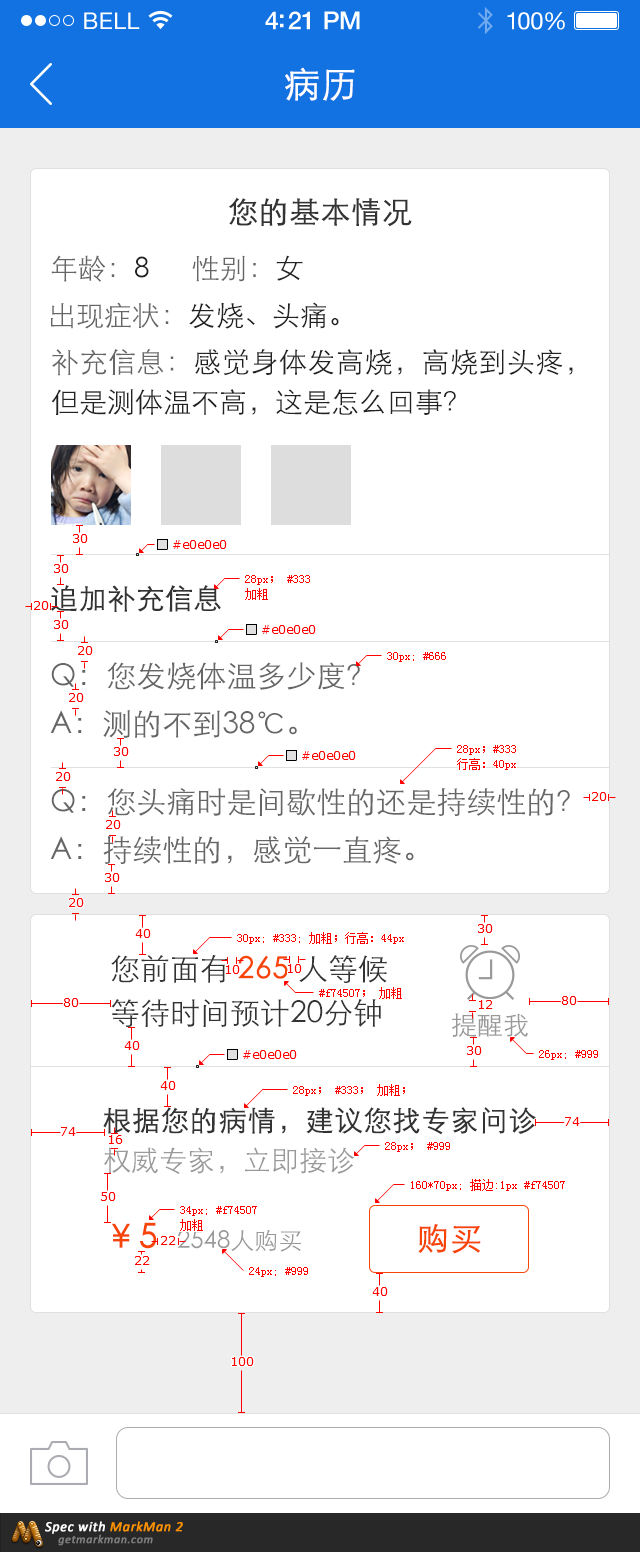 BELL 4:21 PM 100%
病历
您的基本情况
年龄：8 性别：女
出现症状：发烧、头痛。
补充信息：感觉身体发高烧，高烧到头疼，
但是测体温不高，这是怎么回事?
30 #e0e0e0
30 28px； #333
20 追加补充信息 加粗
30 #e0e0e0
20 30px；#666
Q：您发烧体温多少度?
20
A：测的不到38℃。
30 #e0e0e0 28px；#333
行高：40px
20
Q：您头痛时是间歇性的还是持续性的? 20
20
A：持续性的，感觉一直疼。
30
20
40 30px；#333；加粗；行高：44px 30
您前面有265人等候
10 10
#f74507；加粗
80 12 80
等待时间预计20分钟
提醒我
40 #e0e0e0 30 26px；#999
40 28px； #333； 加粗；
74 根据您的病情，建议您找专家问诊 74
16 28px； #999
权威专家，立即接诊
50 160*70px；描边:1px #f74507
34px；#f74507
加粗
￥5 22 2548人购买 购买
22 24px；#999
40
100
Spec with MarkMan 2
getmarkman.com